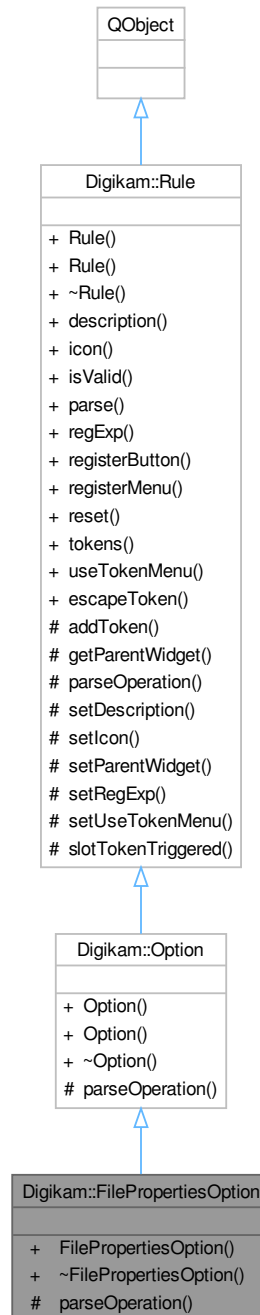 QObject
Digikam::Rule
+ Rule()
+ Rule()
+ ~Rule()
+ description()
+ icon()
+ isValid()
+ parse()
+ regExp()
+ registerButton()
+ registerMenu()
+ reset()
+ tokens()
+ useTokenMenu()
+ escapeToken()
# addToken()
# getParentWidget()
# parseOperation()
# setDescription()
# setIcon()
# setParentWidget()
# setRegExp()
# setUseTokenMenu()
# slotTokenTriggered()
Digikam::Option
+ Option()
+ Option()
+ ~Option()
# parseOperation()
Digikam::FilePropertiesOption
+ FilePropertiesOption()
+ ~FilePropertiesOption()
# parseOperation()